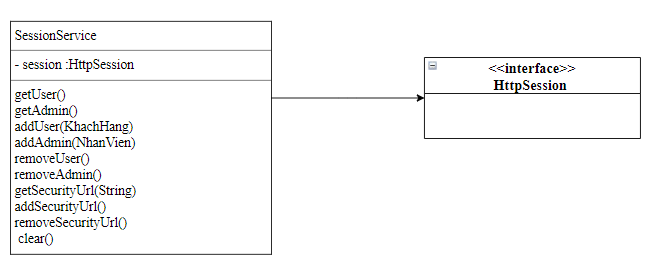 SessionService
- session :HttpSession
getUser()
getAdmin()
addUser(KhachHang)
addAdmin(NhanVien)
removeUser()
removeAdmin()
getSecurityUrl(String)
addSecurityUrl()
removeSecurityUrl()
clear()
<<interface>>
HttpSession